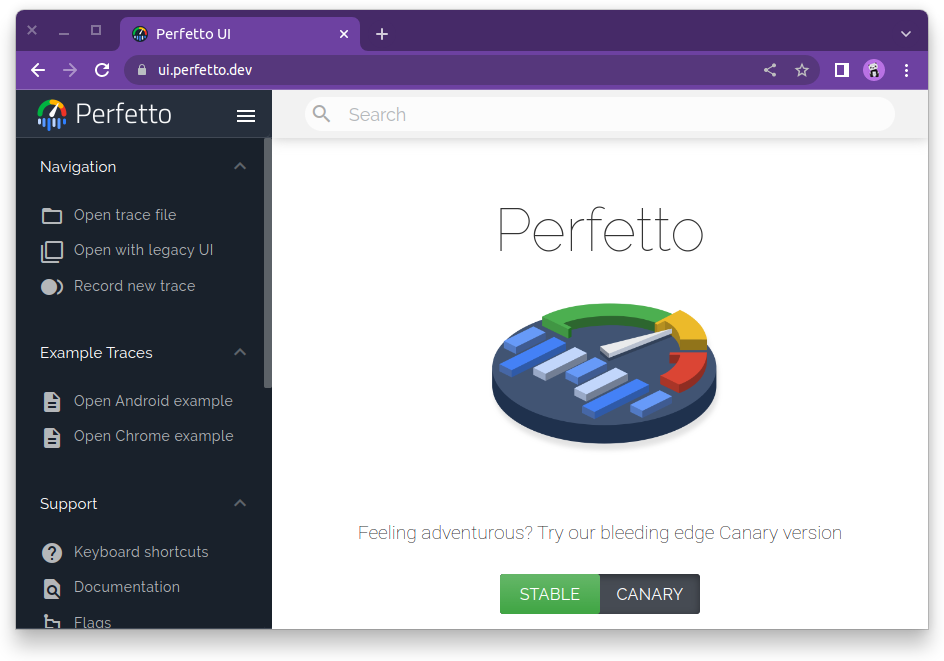 Perfetto UI
ui.perfetto.dev
Perfetto
Search
Navigation
Open trace file
Open with legacy UI
Record new trace
Example Traces
Open Android example
Open Chrome example
Support
Keyboard shortcuts
Documentation
Flags
Perfetto
Feeling adventurous? Try our bleeding edge Canary version
STABLE CANARY